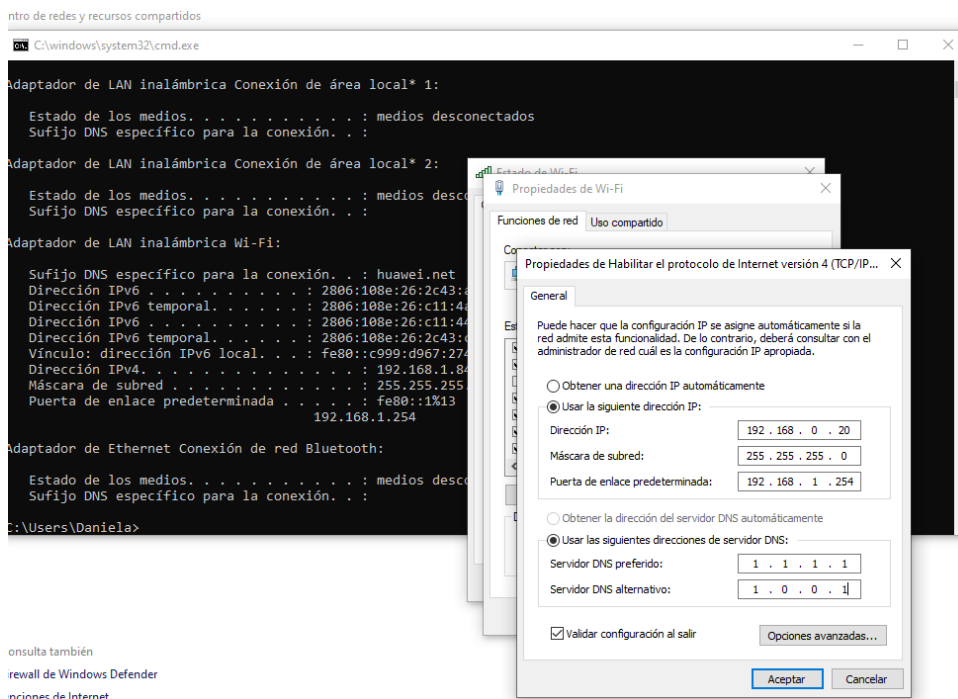 ntro de redes y recursos compartidos
C:\windows\system32\cmd.exe
Adaptador de LAN inalámbrica Conexión de área local* 1:
Estado de los medios. . . . . . . . . . . : medios desconectados
Sufijo DNS específico para la conexión. . :
Adaptador de LAN inalámbrica Conexión de área local* 2:
Estado de los medios. . . . . . . . . . . : medios desco
Sufijo DNS específico para la conexión. . :
Adaptador de LAN inalámbrica Wi-Fi:
Sufijo DNS específico para la conexión. . : huawei.net
Dirección IPv6 . . . . . . . . . . : 2806:108e:26:2c43:
Dirección IPv6 temporal. . . . . . : 2806:108e:26:c11:4
Dirección IPv6 . . . . . . . . . . : 2806:108e:26:c11:44
Dirección IPv6 temporal. . . . . . : 2806:108e:26:2c43:
Vínculo: dirección IPv6 local. . . : fe80::c999:d967:274
Dirección IPv4. . . . . . . . . . . . . . : 192.168.1.84
Máscara de subred . . . . . . . . . . . . : 255.255.255.
Puerta de enlace predeterminada . . . . . : fe80::1%13
192.168.1.254
Adaptador de Ethernet Conexión de red Bluetooth:
Estado de los medios. . . . . . . . . . . : medios desco
Sufijo DNS específico para la conexión. . :
C:\Users\Daniela>
Estado de Wi-Fi
Propiedades de Wi-Fi
Funciones de red
Uso compartido
Propiedades de Habilitar el protocolo de Internet versión 4 (TCP/IP...
General
Puede hacer que la configuración IP se asigne automáticamente si la
red admite esta funcionalidad. De lo contrario, deberá consultar con el
administrador de red cuál es la configuración IP apropiada.
Obtener una dirección IP automáticamente
Usar la siguiente dirección IP:
Dirección IP: 192 . 168 . 0 . 20
Máscara de subred: 255 . 255 . 255 . 0
Puerta de enlace predeterminada: 192 . 168 . 1 . 254
Obtener la dirección del servidor DNS automáticamente
Usar las siguientes direcciones de servidor DNS:
Servidor DNS preferido: 1 . 1 . 1 . 1
Servidor DNS alternativo: 1 . 0 . 0 . 1
Validar configuración al salir
Opciones avanzadas...
Aceptar
Cancelar
onsulta también
irewall de Windows Defender
nciones de Internet